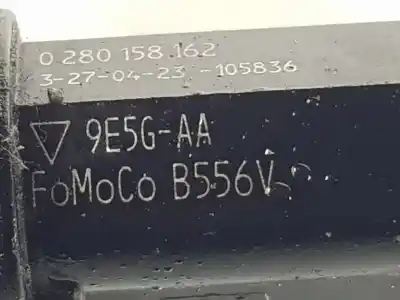 0 280 158 162
3-27-04-23 -105836
▽ 9E5G-AA
FoMoCo B556V